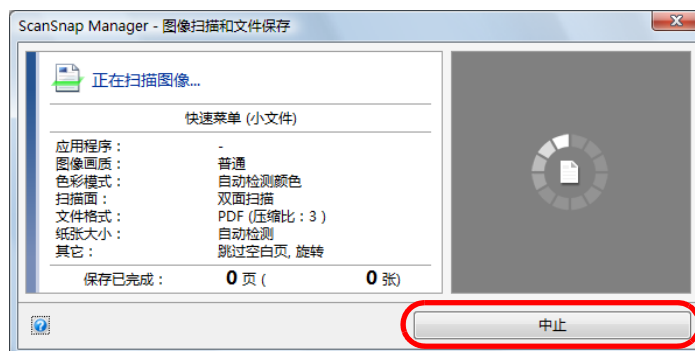 ScanSnap Manager - 图像扫描和文件保存
正在扫描图像...
快速菜单 (小文件)
应用程序： -
图像画质： 普通
色彩模式： 自动检测颜色
扫描面： 双面扫描
文件格式： PDF (压缩比：3 )
纸张大小： 自动检测
其它： 跳过空白页, 旋转
保存已完成： 0 页 ( 0 张)
中止